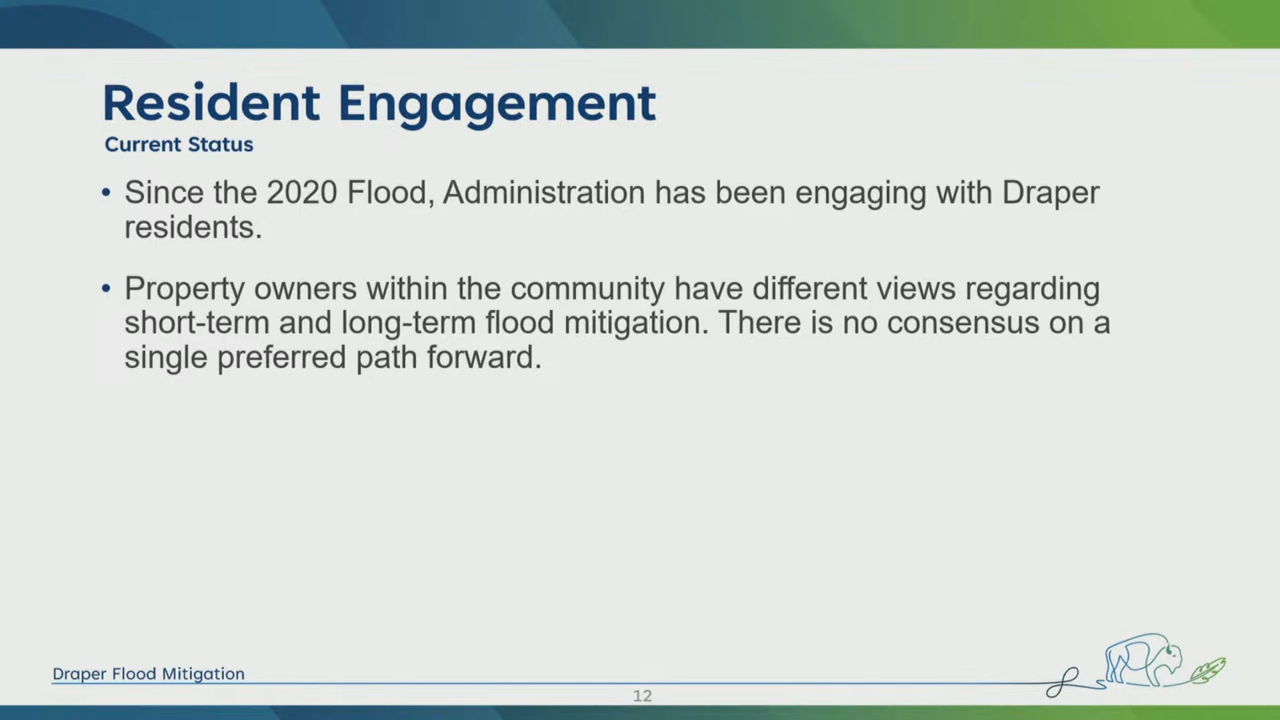 Resident Engagement
Current Status
• Since the 2020 Flood, Administration has been engaging with Draper
residents.
• Property owners within the community have different views regarding
short-term and long-term flood mitigation. There is no consensus on a
single preferred path forward.
Draper Flood Mitigation
12